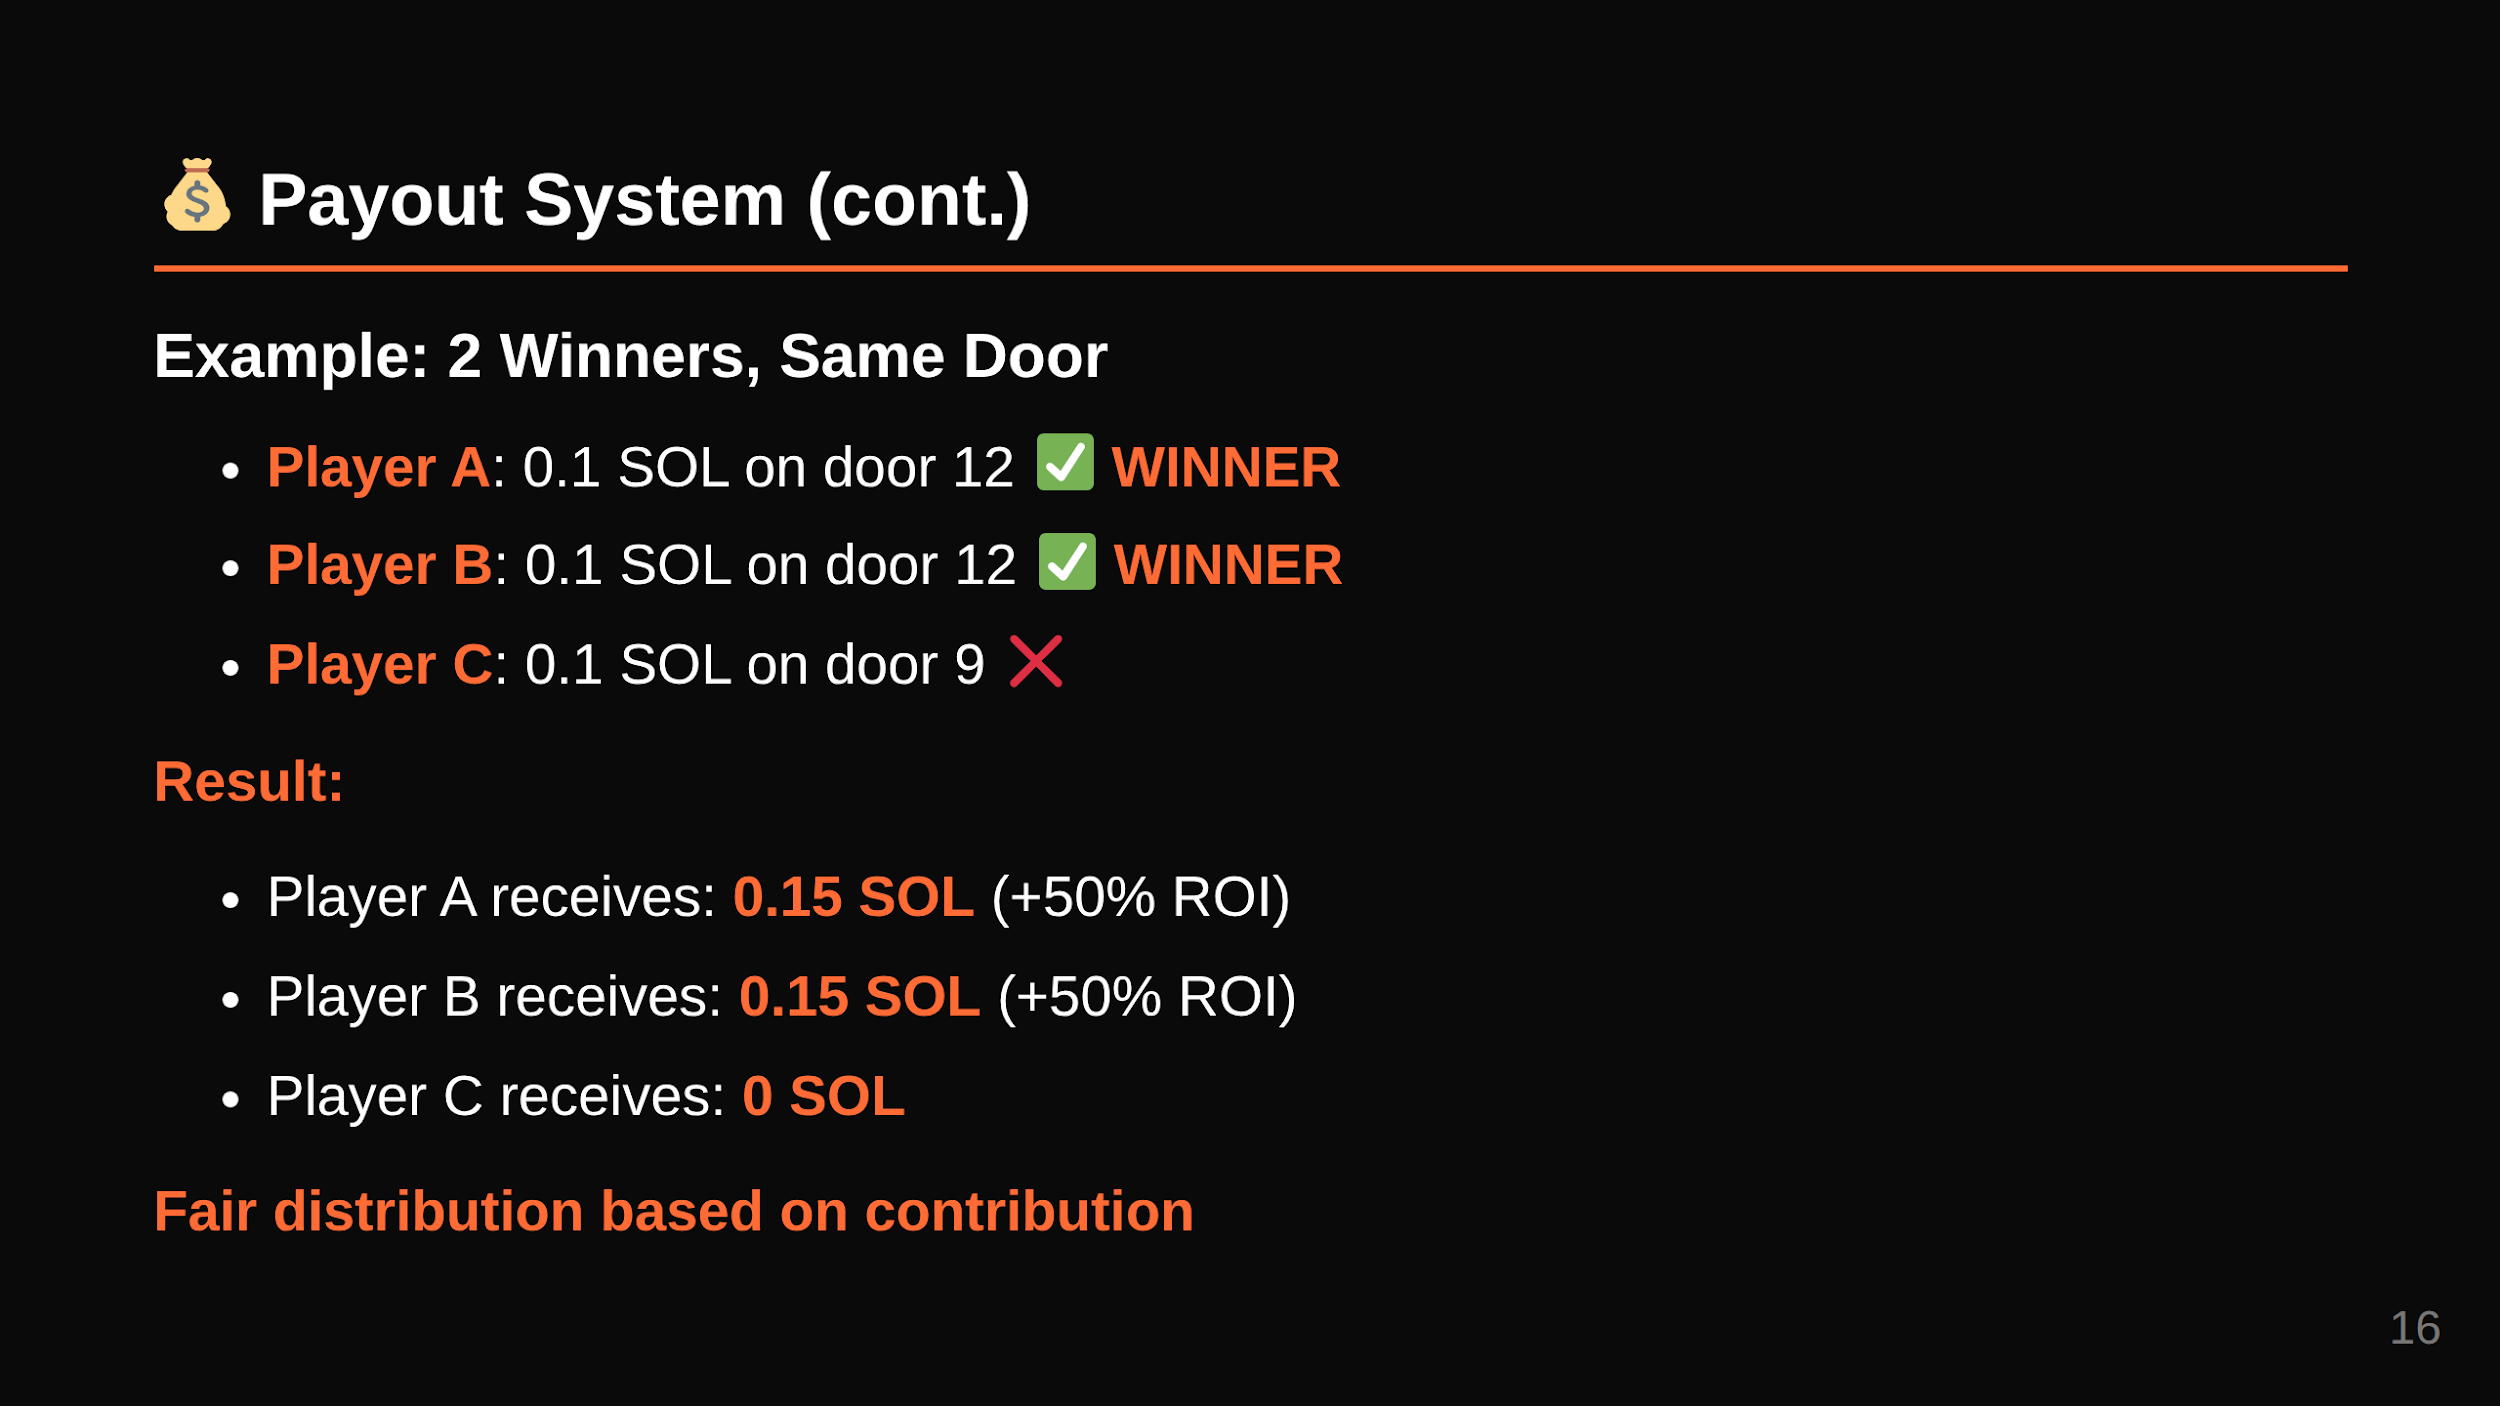 💰 Payout System (cont.)
Example: 2 Winners, Same Door
• Player A: 0.1 SOL on door 12 ✅ WINNER
• Player B: 0.1 SOL on door 12 ✅ WINNER
• Player C: 0.1 SOL on door 9 ❌
Result:
• Player A receives: 0.15 SOL (+50% ROI)
• Player B receives: 0.15 SOL (+50% ROI)
• Player C receives: 0 SOL
Fair distribution based on contribution
16